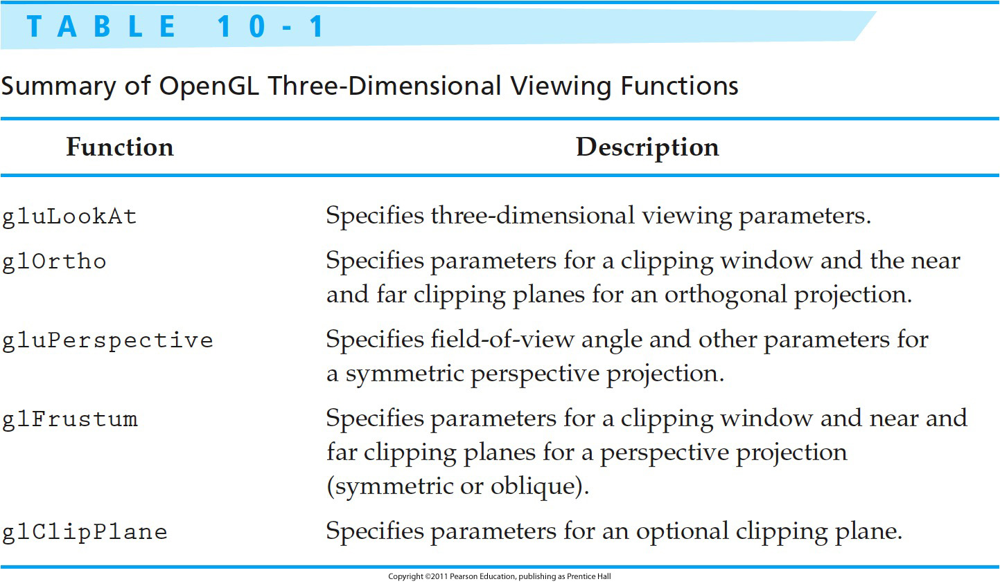 TABLE 10-1
Summary of OpenGL Three-Dimensional Viewing Functions
Function Description
gluLookAt Specifies three-dimensional viewing parameters.
glOrtho Specifies parameters for a clipping window and the near
and far clipping planes for an orthogonal projection.
gluPerspective Specifies field-of-view angle and other parameters for
a symmetric perspective projection.
glFrustum Specifies parameters for a clipping window and near and
far clipping planes for a perspective projection
(symmetric or oblique).
glClipPlane Specifies parameters for an optional clipping plane.
Copyright ©2011 Pearson Education, publishing as Prentice Hall